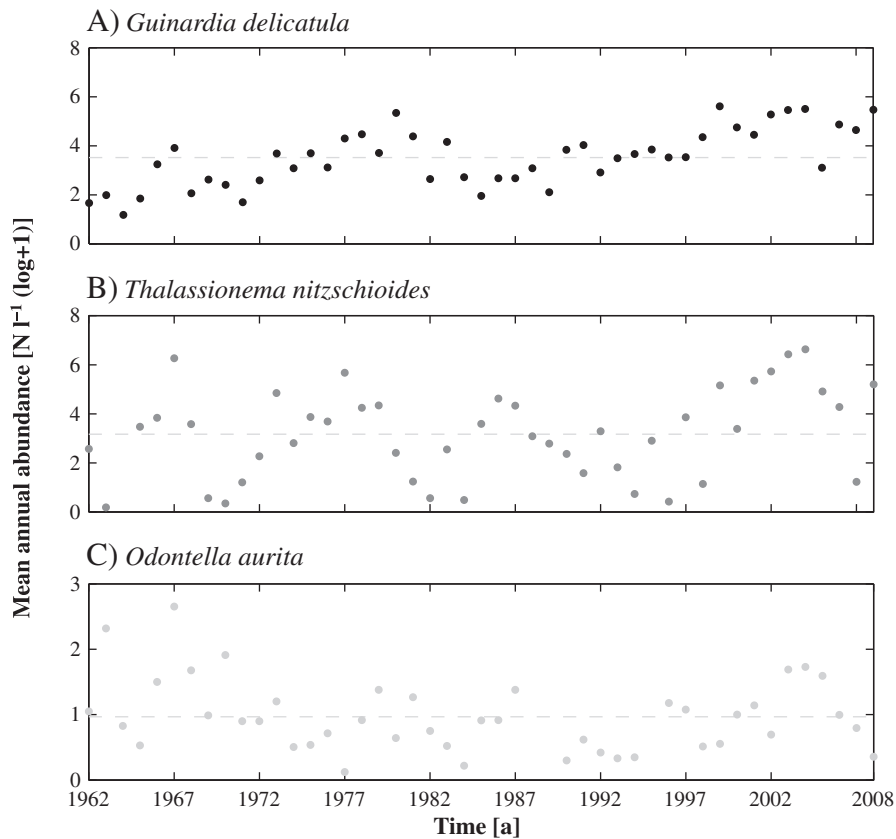 A) Guinardia delicatula
8
6
4
2
0
B) Thalassionema nitzschioides
8
6
4
2
0
C) Odontella aurita
3
2
1
0
1962 1967 1972 1977 1982 1987 1992 1997 2002 2008
Time [a]
Mean annual abundance [N l⁻¹ (log+1)]